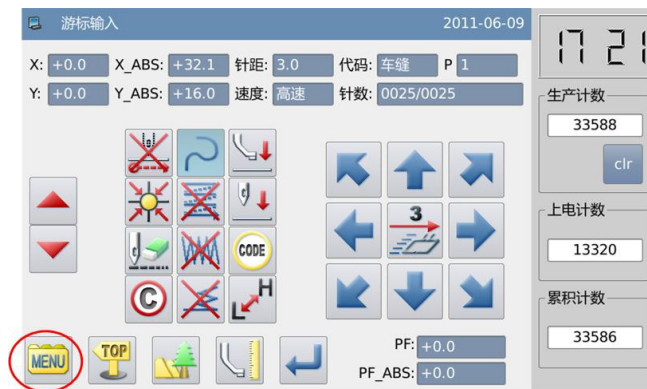 游标输入 2011-06-09
X: +0.0 X_ABS: +32.1 针距: 3.0 代码: 车缝 P 1
Y: +0.0 Y_ABS: +16.0 速度: 高速 针数: 0025/0025
17 21
生产计数
33588
clr
上电计数
3
CODE
13320
C
H
L
累积计数
33586
MENU
TOP
PF: +0.0
PF_ABS: +0.0